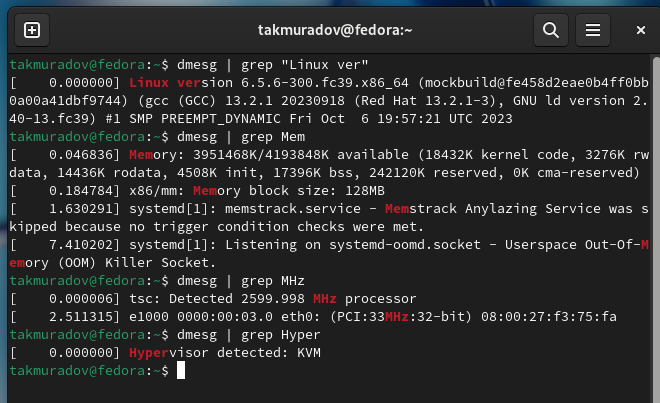 takmuradov@fedora:~
takmuradov@fedora:~$ dmesg | grep "Linux ver"
[    0.000000] Linux version 6.5.6-300.fc39.x86_64 (mockbuild@fe458d2eae0b4ff0bb
0a00a41dbf9744) (gcc (GCC) 13.2.1 20230918 (Red Hat 13.2.1-3), GNU ld version 2.
40-13.fc39) #1 SMP PREEMPT_DYNAMIC Fri Oct  6 19:57:21 UTC 2023
takmuradov@fedora:~$ dmesg | grep Mem
[    0.046836] Memory: 3951468K/4193848K available (18432K kernel code, 3276K rw
data, 14436K rodata, 4508K init, 17396K bss, 242120K reserved, 0K cma-reserved)
[    0.184784] x86/mm: Memory block size: 128MB
[    1.630291] systemd[1]: memstrack.service - Memstrack Anylazing Service was s
kipped because no trigger condition checks were met.
[    7.410202] systemd[1]: Listening on systemd-oomd.socket - Userspace Out-Of-M
emory (OOM) Killer Socket.
takmuradov@fedora:~$ dmesg | grep MHz
[    0.000006] tsc: Detected 2599.998 MHz processor
[    2.511315] e1000 0000:00:03.0 eth0: (PCI:33MHz:32-bit) 08:00:27:f3:75:fa
takmuradov@fedora:~$ dmesg | grep Hyper
[    0.000000] Hypervisor detected: KVM
takmuradov@fedora:~$